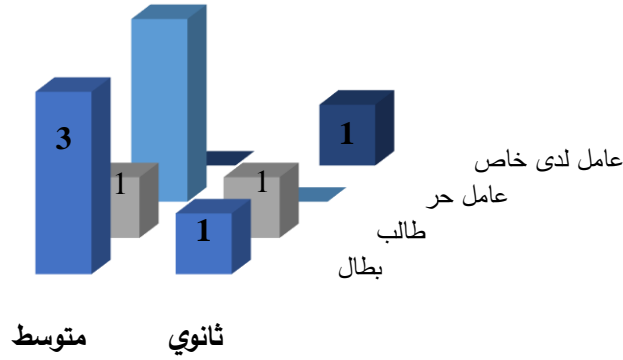 3
1
1
1
1
عامل لدى خاص
عامل حر
طالب
بطال
متوسط
ثانوي